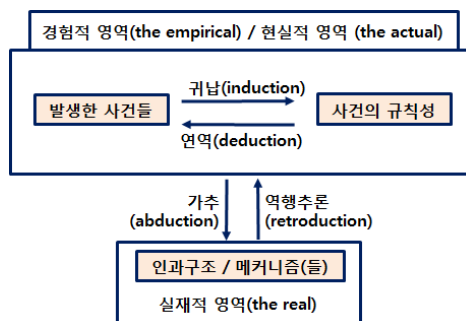 경험적 영역(the empirical) / 현실적 영역 (the actual)
귀납(induction)
발생한 사건들
사건의 규칙성
연역(deduction)
가추
(abduction)
역행추론
(retroduction)
인과구조 / 메커니즘(들)
실재적 영역(the real)